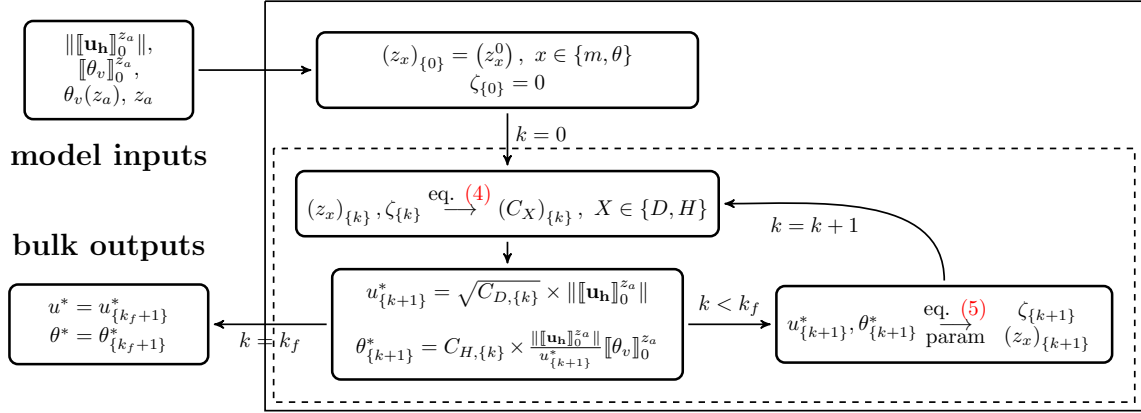 ‖⟦𝐮_𝐡⟧_0^{z_a}‖,
⟦θ_v⟧_0^{z_a},
θ_v(z_a), z_a
model inputs
(z_x)_{0} = (z_x^0), x ∈ {m, θ}
ζ_{0} = 0
k = 0
(z_x)_{k}, ζ_{k} eq. (4) ⟶ (C_X)_{k}, X ∈ {D, H}
k = k + 1
bulk outputs
u* = u*_{k_f+1}
θ* = θ*_{k_f+1}
k = k_f
u*_{k+1} = √C_{D,{k}} × ‖⟦𝐮_𝐡⟧_0^{z_a}‖
θ*_{k+1} = C_{H,{k}} × ‖⟦𝐮_𝐡⟧_0^{z_a}‖ / u*_{k+1} ⟦θ_v⟧_0^{z_a}
k < k_f
u*_{k+1}, θ*_{k+1} eq. (5) ⟶ param ζ_{k+1}
(z_x)_{k+1}